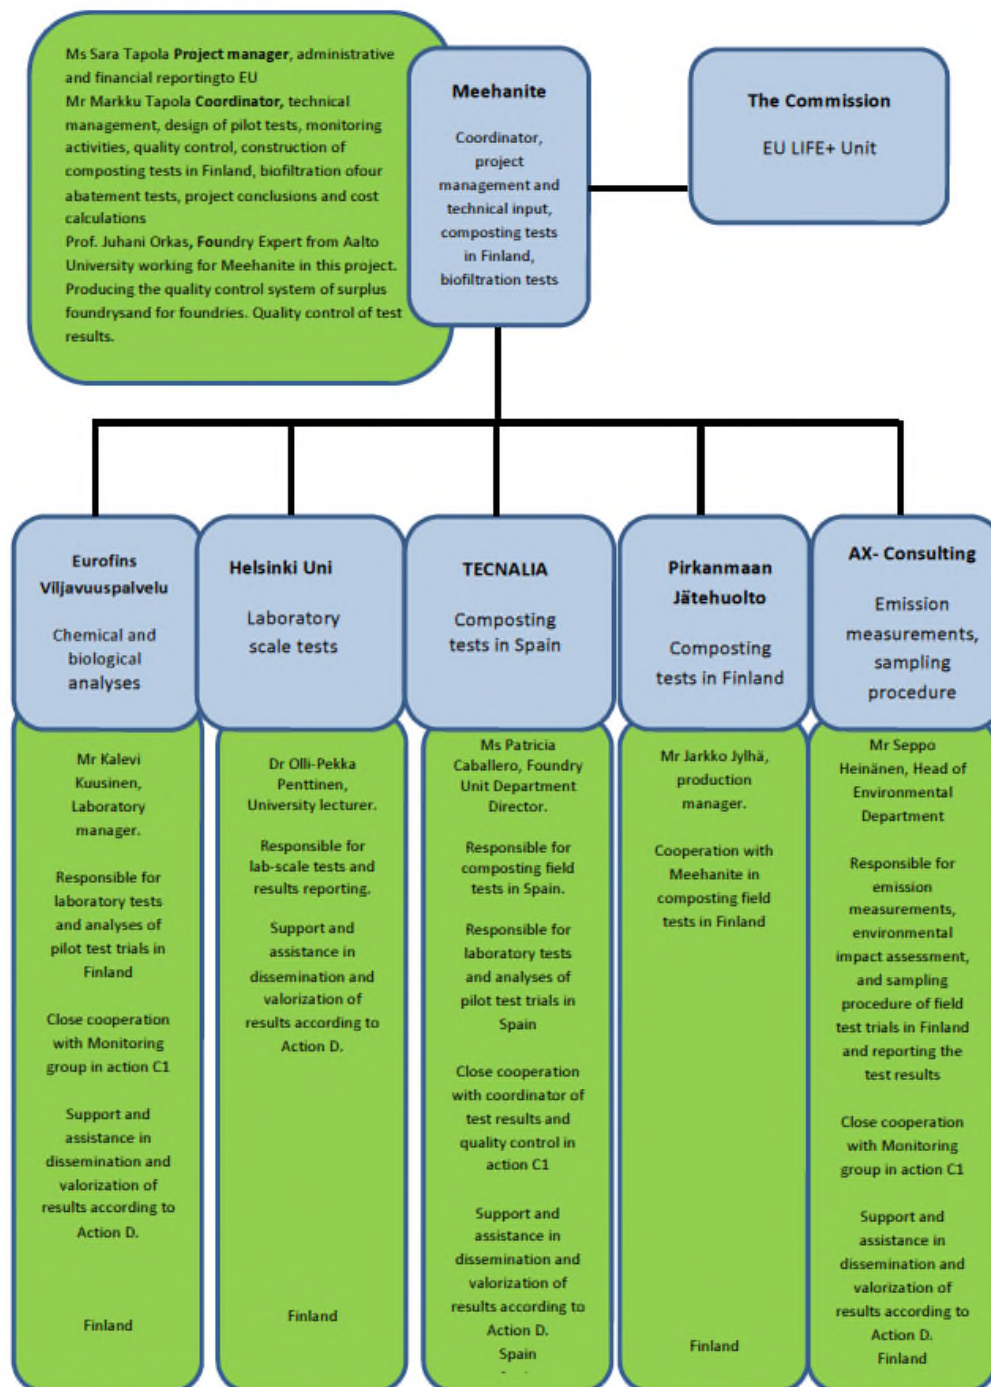 Ms Sara Tapola Project manager, administrative
and financial reportingto EU
Mr Markku Tapola Coordinator, technical
management, design of pilot tests, monitoring
activities, quality control, construction of
composting tests in Finland, biofiltration ofour
abatement tests, project conclusions and cost
calculations
Prof. Juhani Orkas, Foundry Expert from Aalto
University working for Meehanite in this project.
Producing the quality control system of surplus
foundrysand for foundries. Quality control of test
results.
Meehanite
Coordinator,
project
management and
technical input,
composting tests
in Finland,
biofiltration tests
The Commission
EU LIFE+ Unit
Eurofins
Viljavuuspalvelu
Chemical and
biological
analyses
Mr Kalevi
Kuusinen,
Laboratory
manager.
Responsible for
laboratory tests
and analyses of
pilot test trials in
Finland
Close cooperation
with Monitoring
group in action C1
Support and
assistance in
dissemination and
valorization of
results according to
Action D.
Finland
Helsinki Uni
Laboratory
scale tests
Dr Olli-Pekka
Penttinen,
University lecturer.
Responsible for
lab-scale tests and
results reporting.
Support and
assistance in
dissemination and
valorization of
results according to
Action D.
Finland
TECNALIA
Composting
tests in Spain
Ms Patricia
Caballero, Foundry
Unit Department
Director.
Responsible for
composting field
tests in Spain.
Responsible for
laboratory tests
and analyses of
pilot test trials in
Spain
Close cooperation
with coordinator of
test results and
quality control in
action C1
Support and
assistance in
dissemination and
valorization of
results according to
Action D.
Spain
Pirkanmaan
Jätehuolto
Composting
tests in Finland
Mr Jarkko Jylhä,
production
manager.
Cooperation with
Meehanite in
composting field
tests in Finland
Finland
AX- Consulting
Emission
measurements,
sampling
procedure
Mr Seppo
Heinänen, Head of
Environmental
Department
Responsible for
emission
measurements,
environmental
impact assessment,
and sampling
procedure of field
test trials in Finland
and reporting the
test results
Close cooperation
with Monitoring
group in action C1
Support and
assistance in
dissemination and
valorization of
results according to
Action D.
Finland